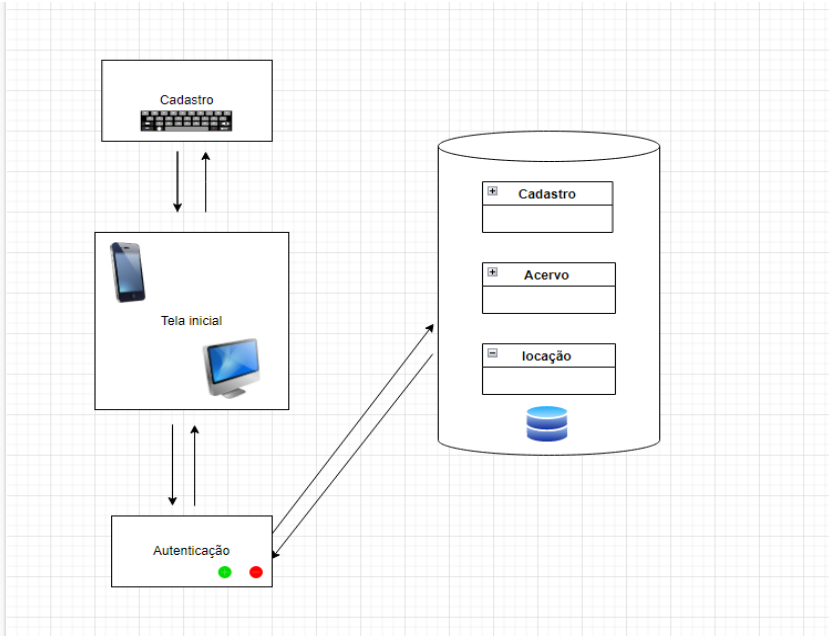 Cadastro
Tela inicial
Autenticação
Cadastro
Acervo
locação